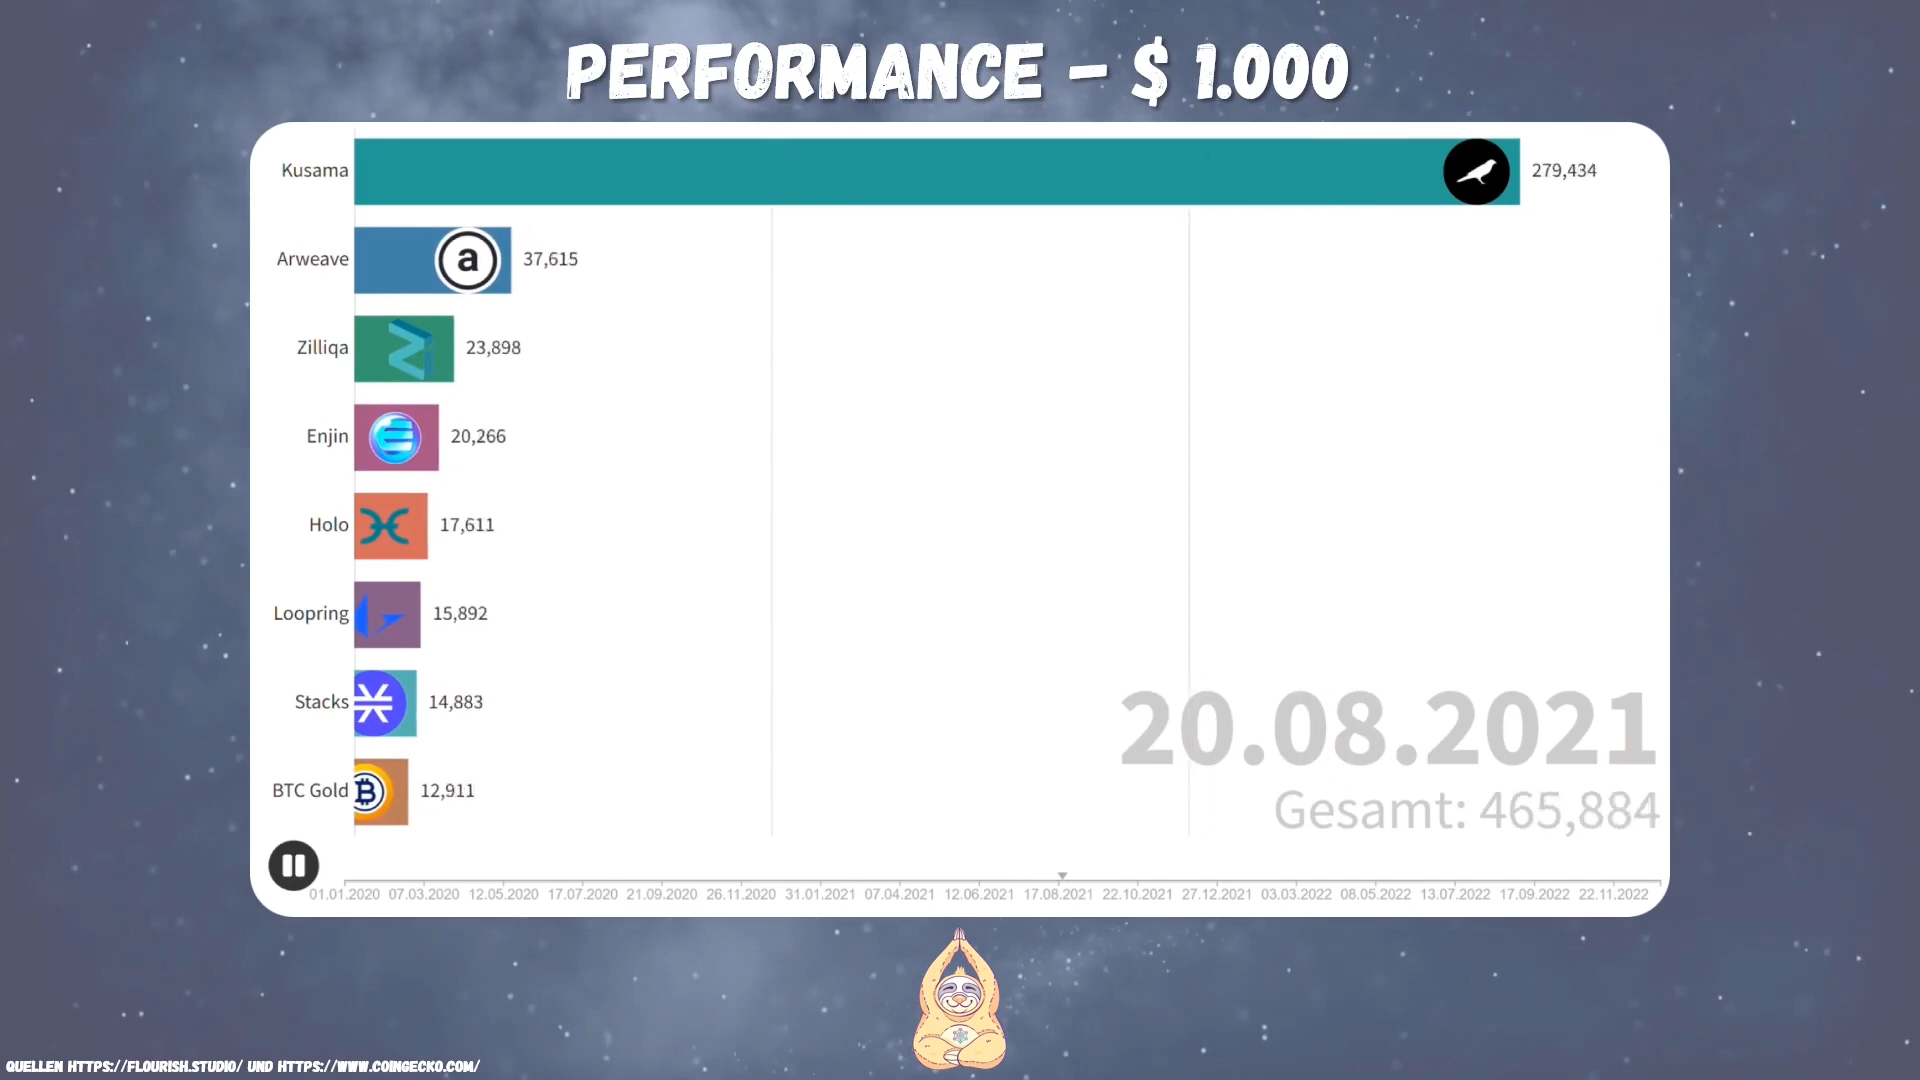 PERFORMANCE – $ 1.000
Kusama 279,434
Arweave a 37,615
Zilliqa 23,898
Enjin 20,266
Holo 17,611
Loopring 15,892
Stacks 14,883
BTC Gold B 12,911
20.08.2021
Gesamt: 465,884
01.01.2020 07.03.2020 12.05.2020 17.07.2020 21.09.2020 26.11.2020 31.01.2021 07.04.2021 12.06.2021 17.08.2021 22.10.2021 27.12.2021 03.03.2022 08.05.2022 13.07.2022 17.09.2022 22.11.2022
QUELLEN HTTPS://FLOURISH.STUDIO/ UND HTTPS://WWW.COINGECKO.COM/